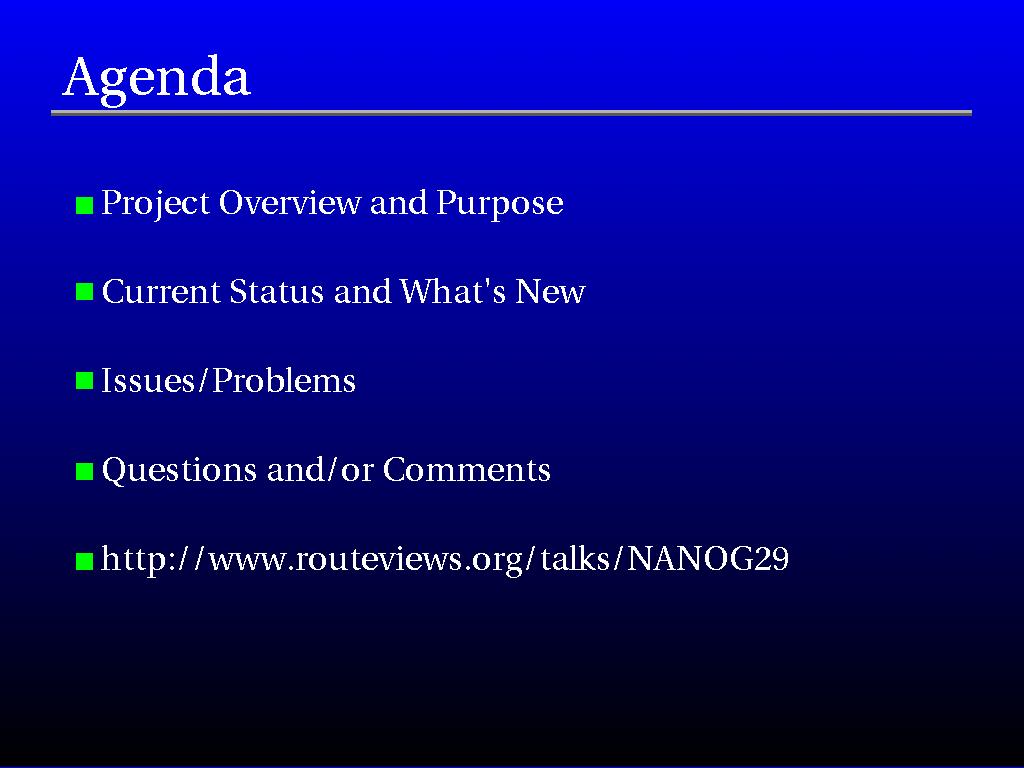 Agenda
Project Overview and Purpose
Current Status and What's New
Issues/Problems
Questions and/or Comments
http://www.routeviews.org/talks/NANOG29